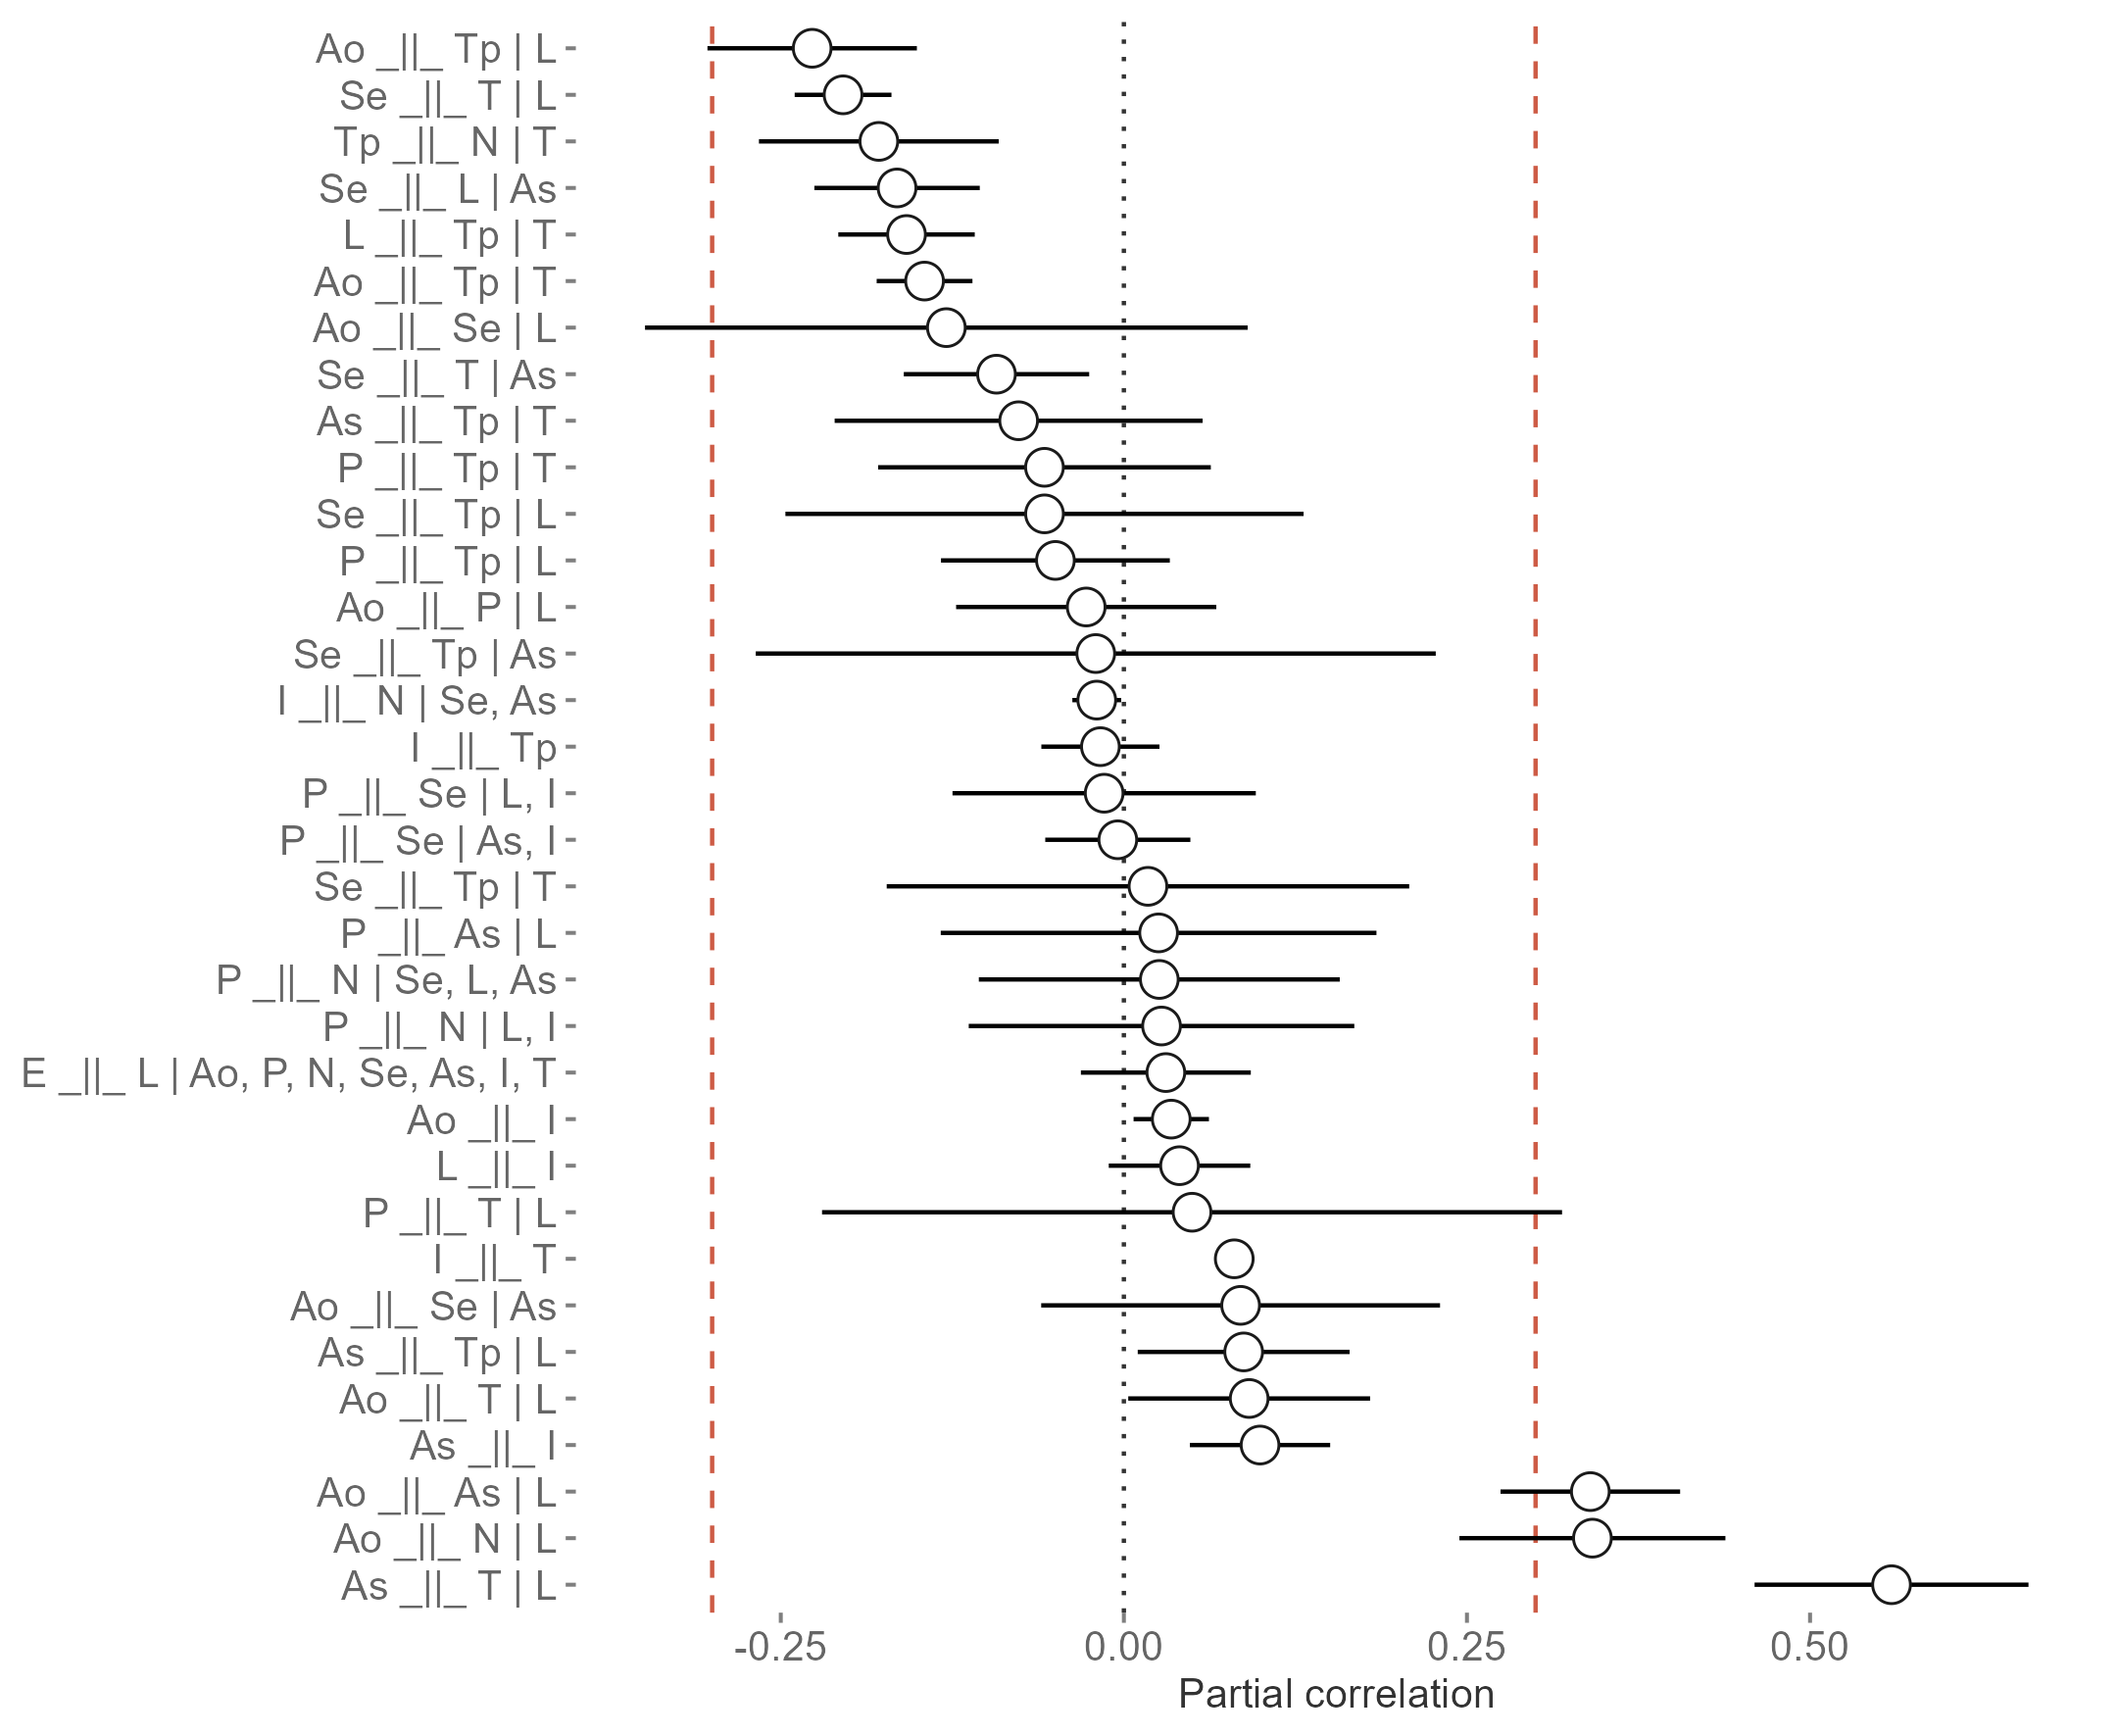 Ao _||_ Tp | L
Se _||_ T | L
Tp _||_ N | T
Se _||_ L | As
L _||_ Tp | T
Ao _||_ Tp | T
Ao _||_ Se | L
Se _||_ T | As
As _||_ Tp | T
P _||_ Tp | T
Se _||_ Tp | L
P _||_ Tp | L
Ao _||_ P | L
Se _||_ Tp | As
I _||_ N | Se, As
I _||_ Tp
P _||_ Se | L, I
P _||_ Se | As, I
Se _||_ Tp | T
P _||_ As | L
P _||_ N | Se, L, As
P _||_ N | L, I
E _||_ L | Ao, P, N, Se, As, I, T
Ao _||_ I
L _||_ I
P _||_ T | L
I _||_ T
Ao _||_ Se | As
As _||_ Tp | L
Ao _||_ T | L
As _||_ I
Ao _||_ As | L
Ao _||_ N | L
As _||_ T | L
-0.25 0.00 0.25 0.50
Partial correlation